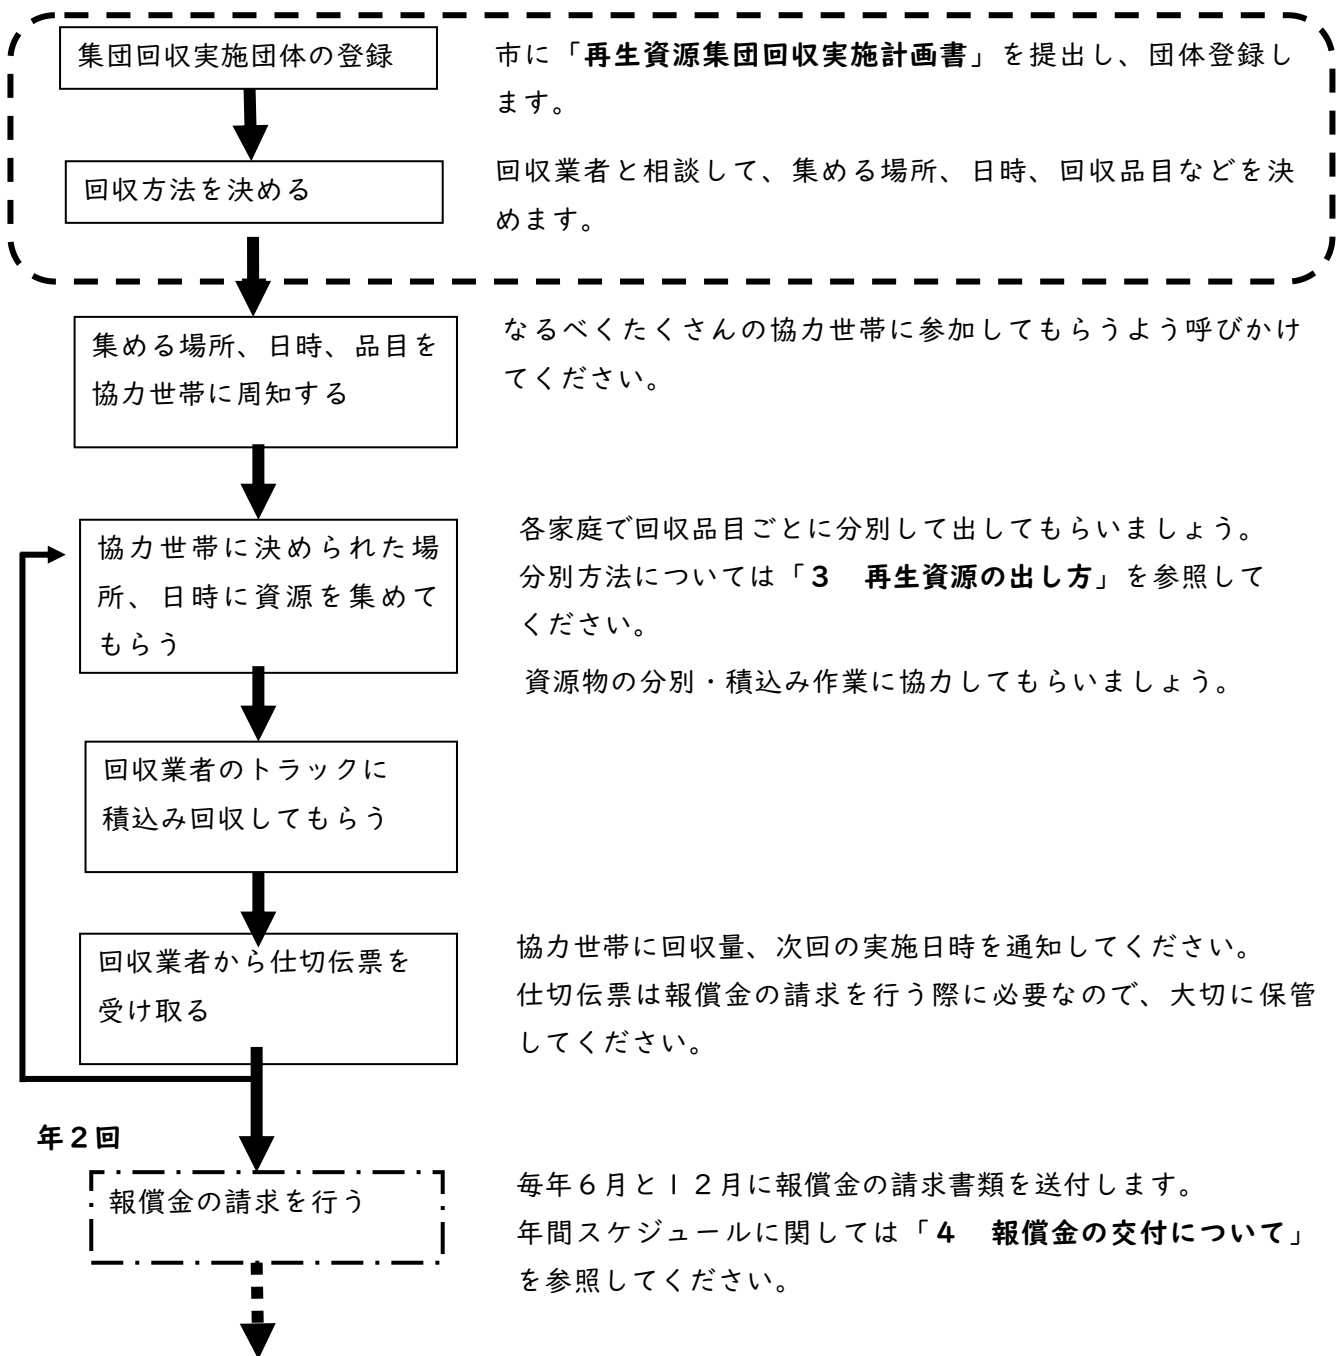 集団回収実施団体の登録
市に「再生資源集団回収実施計画書」を提出し、団体登録し
ます。
回収方法を決める
回収業者と相談して、集める場所、日時、回収品目などを決
めます。
集める場所、日時、品目を
協力世帯に周知する
なるべくたくさんの協力世帯に参加してもらうよう呼びかけ
てください。
協力世帯に決められた場
所、日時に資源を集めて
もらう
各家庭で回収品目ごとに分別して出してもらいましょう。
分別方法については「３　再生資源の出し方」を参照して
ください。
資源物の分別・積込み作業に協力してもらいましょう。
回収業者のトラックに
積込み回収してもらう
回収業者から仕切伝票を
受け取る
協力世帯に回収量、次回の実施日時を通知してください。
仕切伝票は報償金の請求を行う際に必要なので、大切に保管
してください。
年２回
報償金の請求を行う
毎年６月と１２月に報償金の請求書類を送付します。
年間スケジュールに関しては「４　報償金の交付について」
を参照してください。